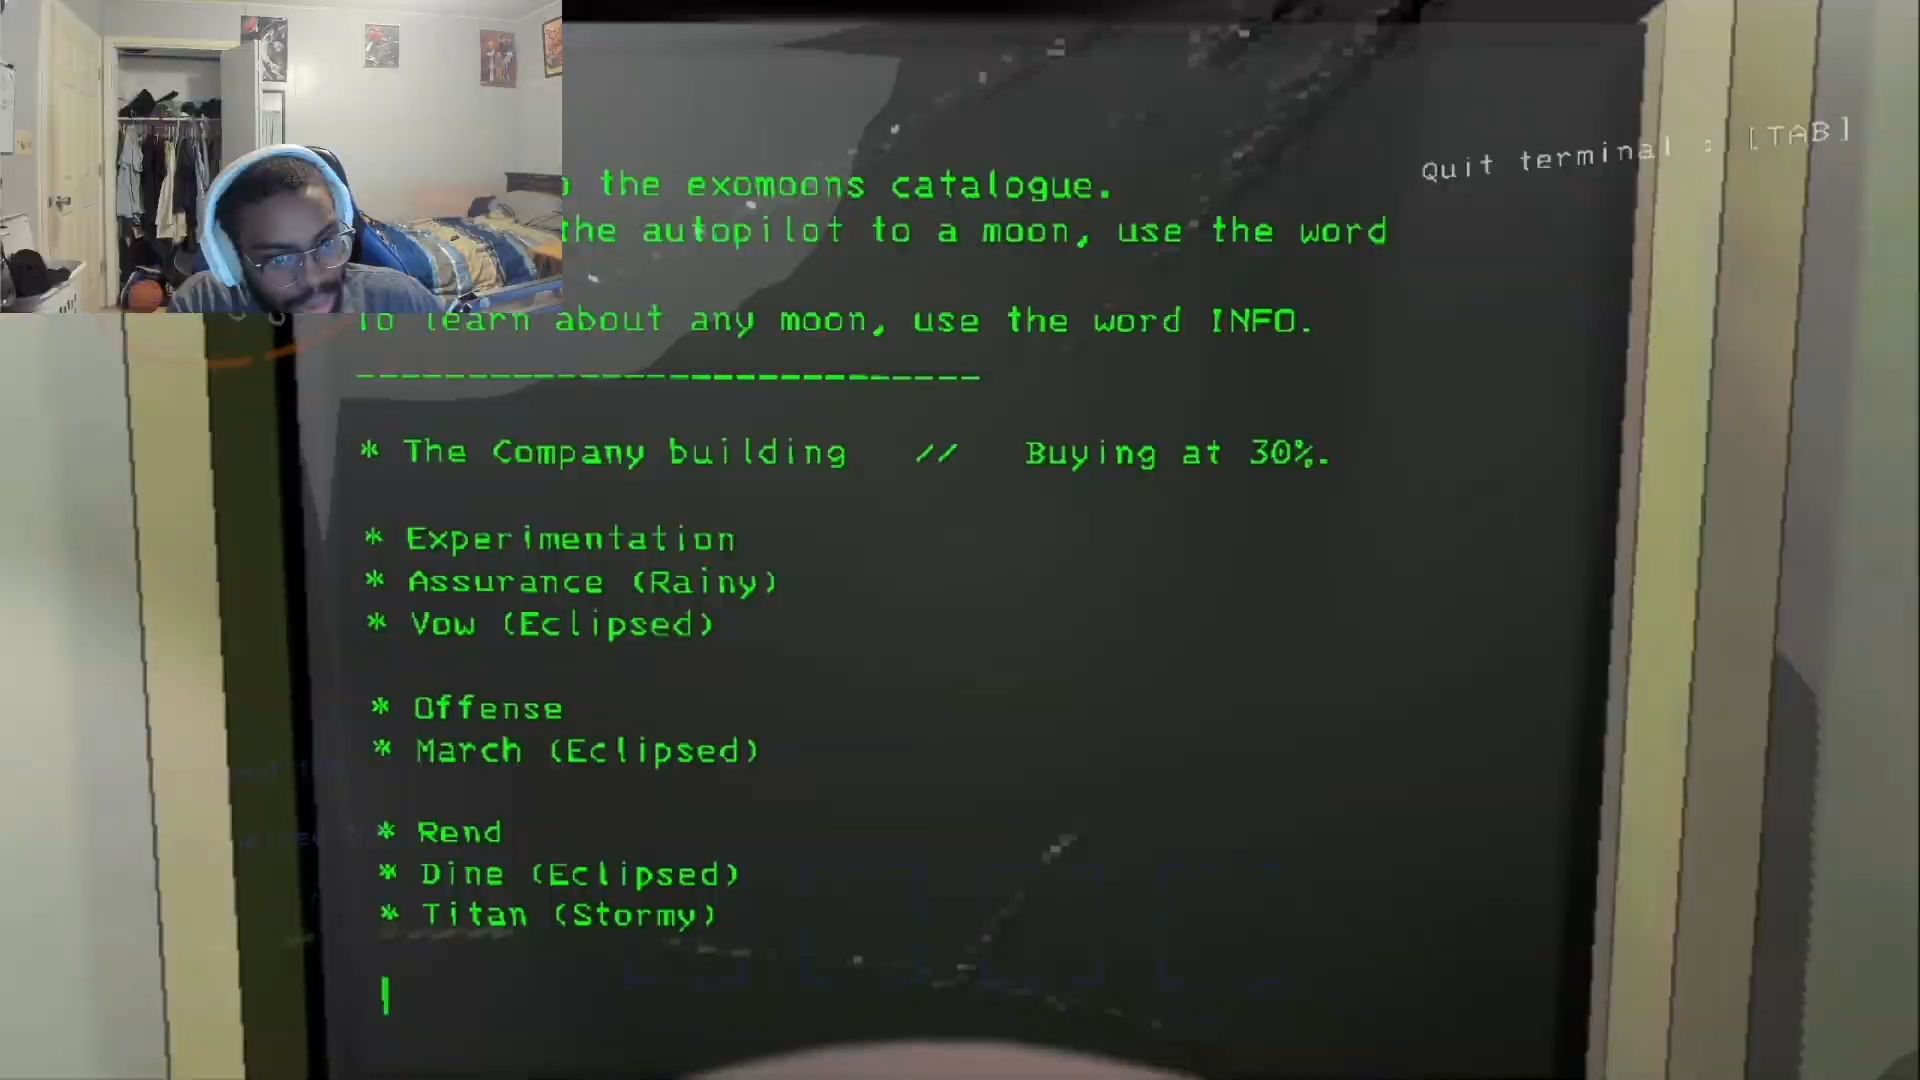 the exomoons catalogue.
Quit terminal : [TAB]
the autopilot to a moon, use the word
To learn about any moon, use the word INFO.
----------------------------
* The Company building // Buying at 30%.
* Experimentation
* Assurance (Rainy)
* Vow (Eclipsed)
* Offense
* March (Eclipsed)
* Rend
* Dine (Eclipsed)
* Titan (Stormy)